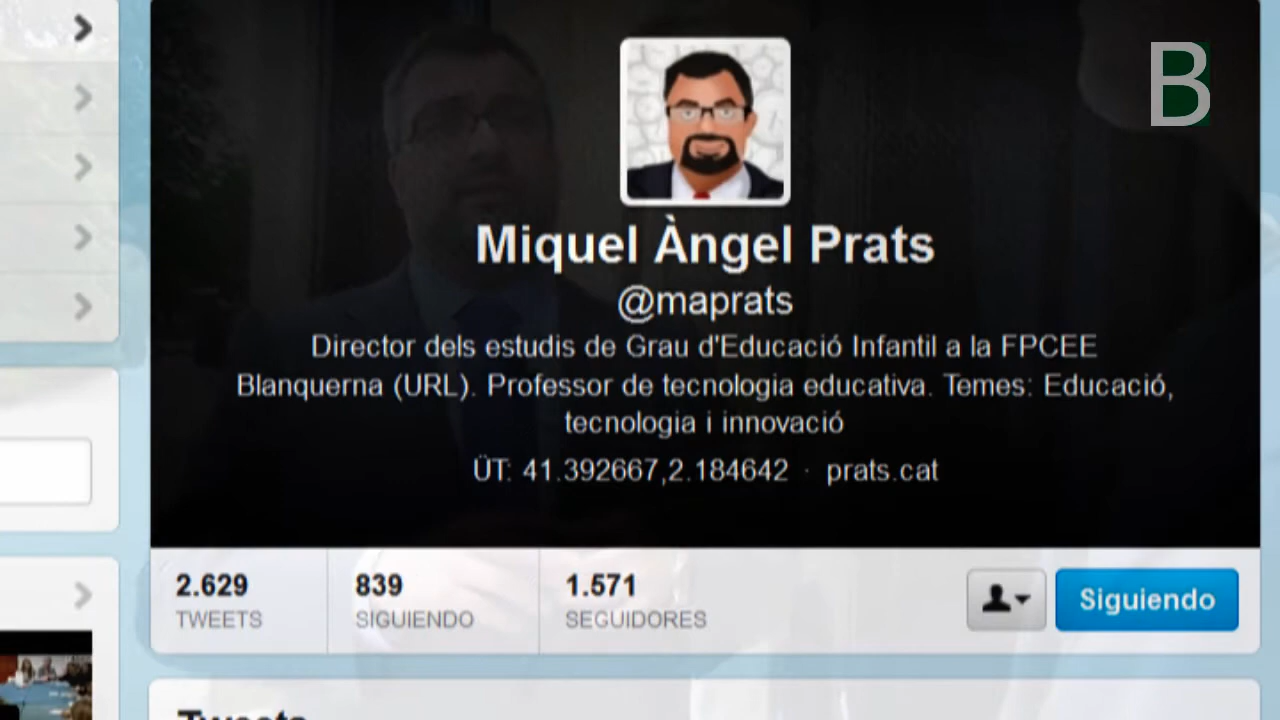 B
Miquel Àngel Prats
@maprats
Director dels estudis de Grau d'Educació Infantil a la FPCEE
Blanquerna (URL). Professor de tecnologia educativa. Temes: Educació,
tecnologia i innovació
ÜT: 41.392667,2.184642 · prats.cat
2.629 839 1.571
TWEETS SIGUIENDO SEGUIDORES
Siguiendo
Tweets